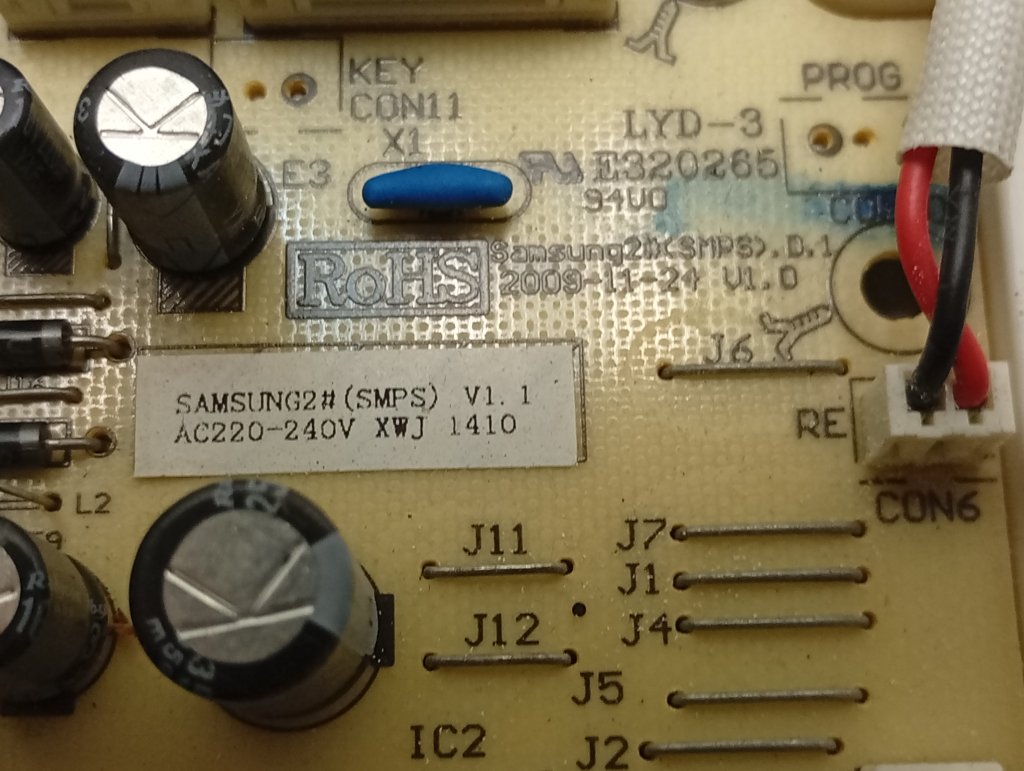 KEY
CON11
X1
PROG
LYD-3
E320265
94V0
E3
RoHS
Samsung2#(SMPS).D.1
2009-11-24 V1.0
J6
SAMSUNG2#(SMPS) V1.1
AC220-240V XWJ 1410
RE
CON6
L2
J11
J7
J1
J12
J4
J5
IC2
J2